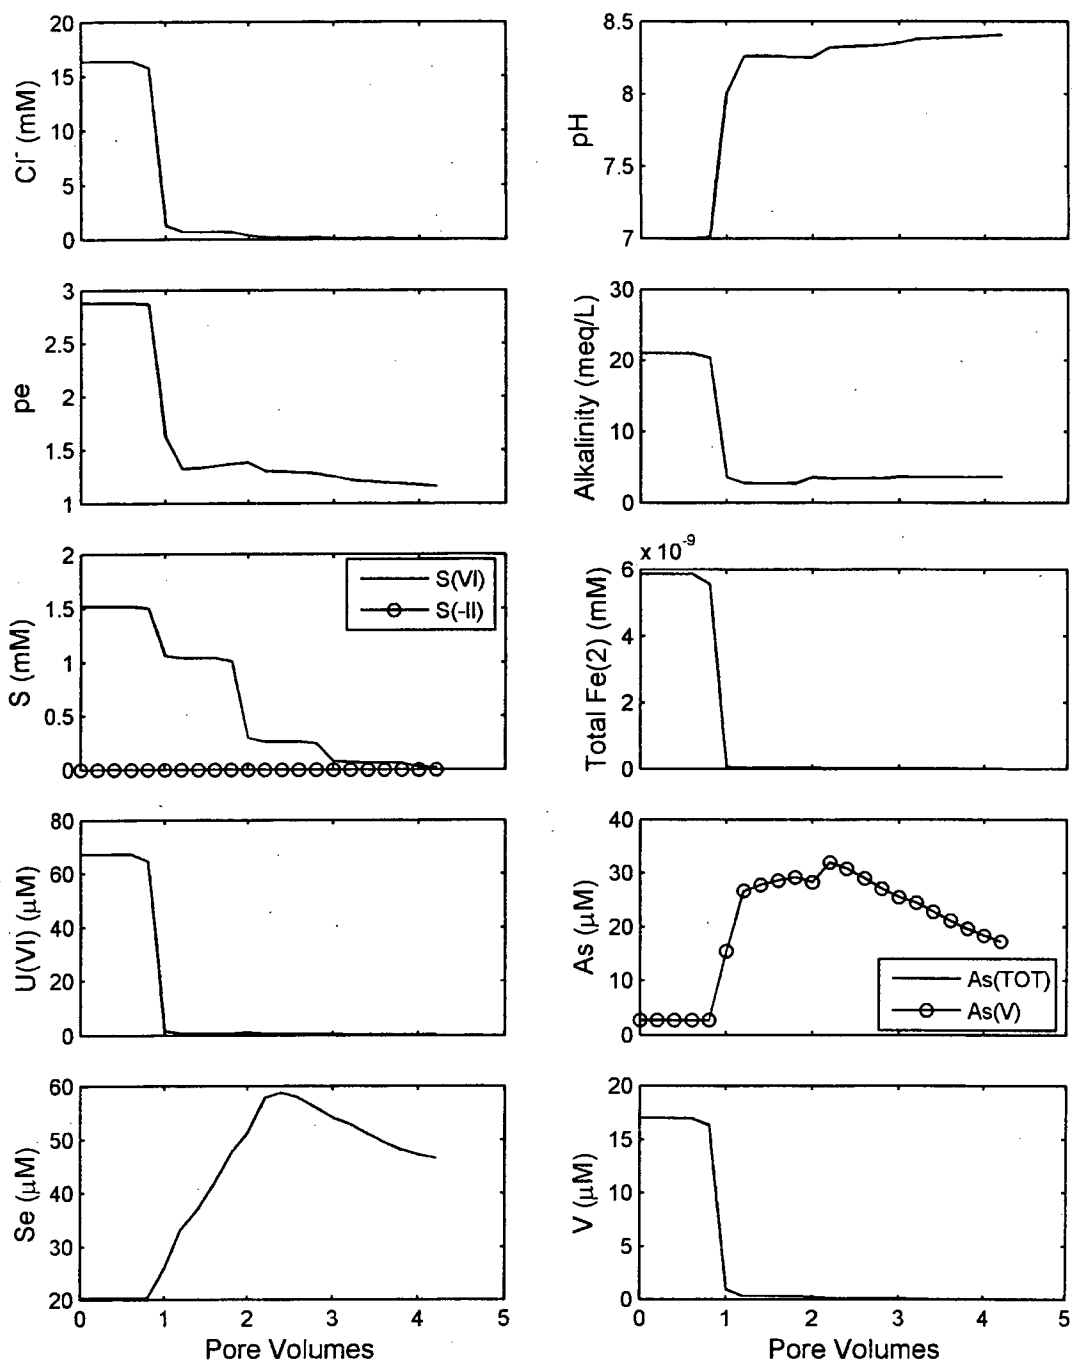 20
15
10
5
0
Cl⁻ (mM)
8.5
8
7.5
7
pH
3
2.5
2
1.5
1
pe
30
20
10
0
Alkalinity (meq/L)
2
1.5
1
0.5
0
S (mM)
S(VI)
S(-II)
x 10⁻⁹
6
4
2
0
Total Fe(2) (mM)
80
60
40
20
0
U(VI) (µM)
40
30
20
10
0
As (µM)
As(TOT)
As(V)
60
50
40
30
20
Se (µM)
0 1 2 3 4 5
Pore Volumes
20
15
10
5
0
V (µM)
0 1 2 3 4 5
Pore Volumes